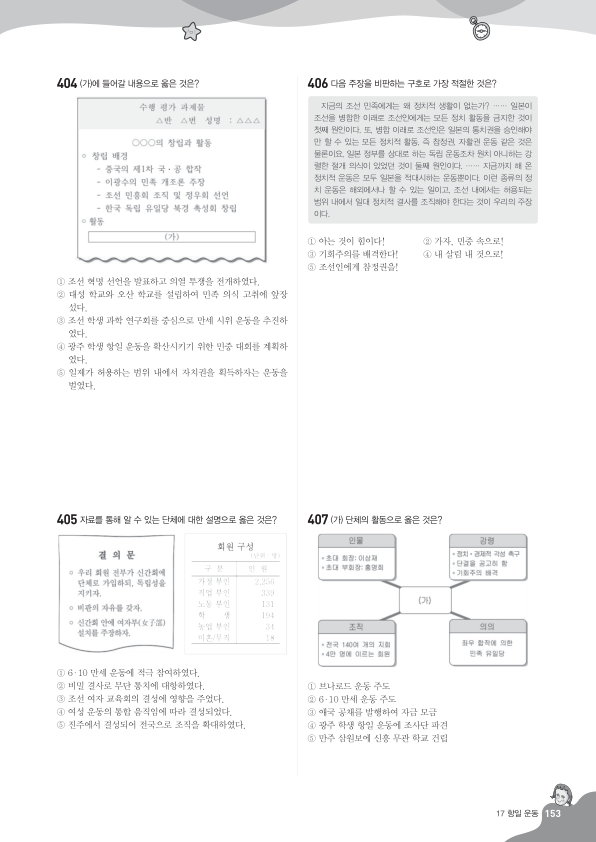 404 (가)에 들어갈 내용으로 옳은 것은?
수행 평가 과제물
△반 △번 성명 : △△△
○○○의 창립과 활동
○ 창립 배경
- 중국의 제1차 국·공 합작
- 이광수의 민족 개조론 주장
- 조선 민흥회 조직 및 정우회 선언
- 한국 독립 유일당 북경 촉성회 창립
○ 활동
(가)
① 조선 혁명 선언을 발표하고 의열 투쟁을 전개하였다.
② 대성 학교와 오산 학교를 설립하여 민족 의식 고취에 앞장
섰다.
③ 조선 학생 과학 연구회를 중심으로 만세 시위 운동을 추진하
였다.
④ 광주 학생 항일 운동을 확산시키기 위한 민중 대회를 계획하
였다.
⑤ 일제가 허용하는 범위 내에서 자치권을 획득하자는 운동을
벌였다.
405 자료를 통해 알 수 있는 단체에 대한 설명으로 옳은 것은?
결 의 문
○ 우리 회원 전부가 신간회에
단체로 가입하되, 독립성을
지키자.
○ 비판의 자유를 갖자.
○ 신간회 안에 여자부(女子部)
설치를 주장하자.
회원 구성
(단위 : 명)
구 분 인 원
가정 부인 2,256
직업 부인 339
노동 부인 131
학 생 194
농업 부인 34
미혼/무직 18
① 6·10 만세 운동에 적극 참여하였다.
② 비밀 결사로 무단 통치에 대항하였다.
③ 조선 여자 교육회의 결성에 영향을 주었다.
④ 여성 운동의 통합 움직임에 따라 결성되었다.
⑤ 진주에서 결성되어 전국으로 조직을 확대하였다.
406 다음 주장을 비판하는 구호로 가장 적절한 것은?
지금의 조선 민족에게는 왜 정치적 생활이 없는가? …… 일본이
조선을 병합한 이래로 조선인에게는 모든 정치 활동을 금지한 것이
첫째 원인이다. 또, 병합 이래로 조선인은 일본의 통치권을 승인해야
만 할 수 있는 모든 정치적 활동, 즉 참정권, 자활권 운동 같은 것은
물론이요, 일본 정부를 상대로 하는 독립 운동조차 원치 아니하는 강
렬한 절개 의식이 있었던 것이 둘째 원인이다. …… 지금까지 해 온
정치적 운동은 모두 일본을 적대시하는 운동뿐이다. 이런 종류의 정
치 운동은 해외에서나 할 수 있는 일이고, 조선 내에서는 허용되는
범위 내에서 일대 정치적 결사를 조직해야 한다는 것이 우리의 주장
이다.
① 아는 것이 힘이다! ② 가자, 민중 속으로!
③ 기회주의를 배격한다! ④ 내 살림 내 것으로!
⑤ 조선인에게 참정권을!
407 (가) 단체의 활동으로 옳은 것은?
인물
• 초대 회장: 이상재
• 초대 부회장: 홍명희
강령
• 정치·경제적 각성 촉구
• 단결을 공고히 함
• 기회주의 배격
(가)
조직
• 전국 140여 개의 지회
• 4만 명에 이르는 회원
의의
좌우 합작에 의한
민족 유일당
① 브나로드 운동 주도
② 6·10 만세 운동 주도
③ 애국 공채를 발행하여 자금 모금
④ 광주 학생 항일 운동에 조사단 파견
⑤ 만주 삼원보에 신흥 무관 학교 건립
17 항일 운동 153